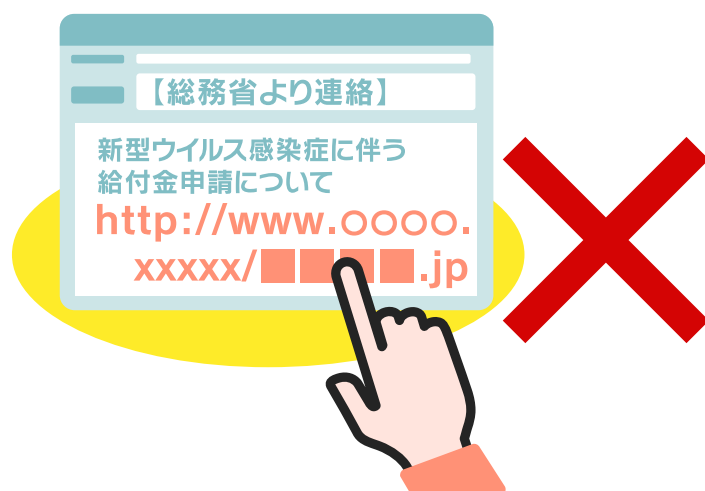 【総務省より連絡】
新型ウイルス感染症に伴う
給付金申請について
http://www.○○○○.
xxxxx/■■■■.jp